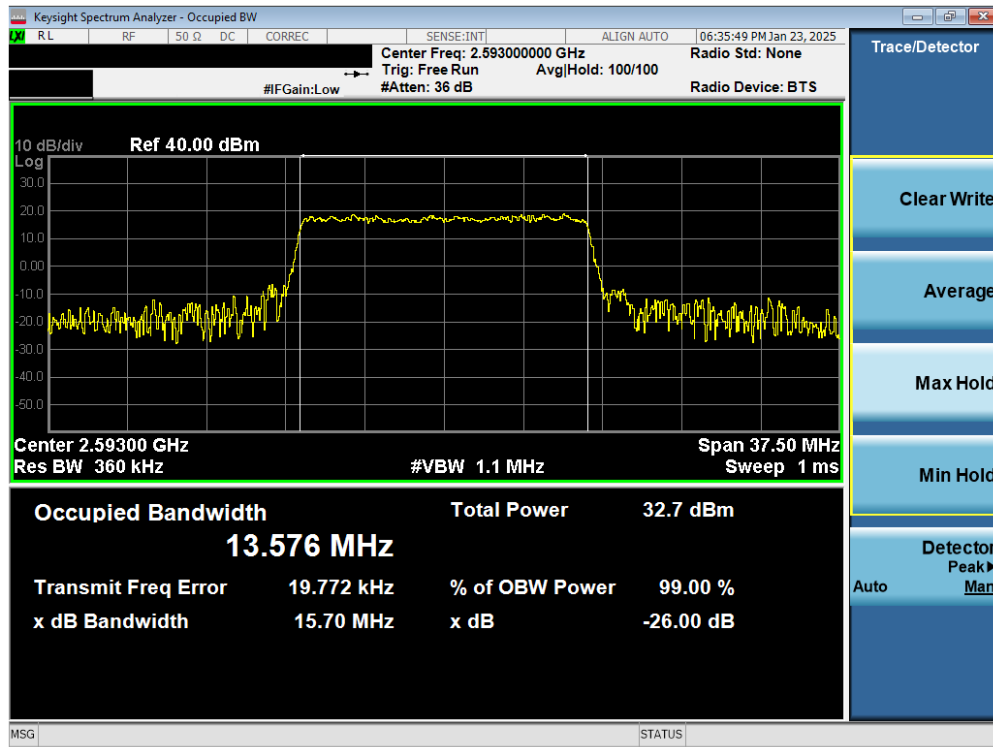 Keysight Spectrum Analyzer - Occupied BW
LXI RL RF 50 Ω DC CORREC SENSE:INT ALIGN AUTO 06:35:49 PM Jan 23, 2025
Center Freq: 2.593000000 GHz Radio Std: None
Trig: Free Run Avg|Hold: 100/100
#IFGain:Low #Atten: 36 dB Radio Device: BTS
Trace/Detector
10 dB/div Ref 40.00 dBm
Log
30.0
20.0
10.0
0.00
-10.0
-20.0
-30.0
-40.0
-50.0
Center 2.59300 GHz Span 37.50 MHz
Res BW 360 kHz #VBW 1.1 MHz Sweep 1 ms
Occupied Bandwidth Total Power 32.7 dBm
13.576 MHz
Transmit Freq Error 19.772 kHz % of OBW Power 99.00 %
x dB Bandwidth 15.70 MHz x dB -26.00 dB
Clear Write
Average
Max Hold
Min Hold
Detector
Peak▶
Auto Man
MSG STATUS